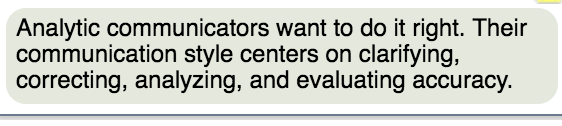 Analytic communicators want to do it right. Their
communication style centers on clarifying,
correcting, analyzing, and evaluating accuracy.